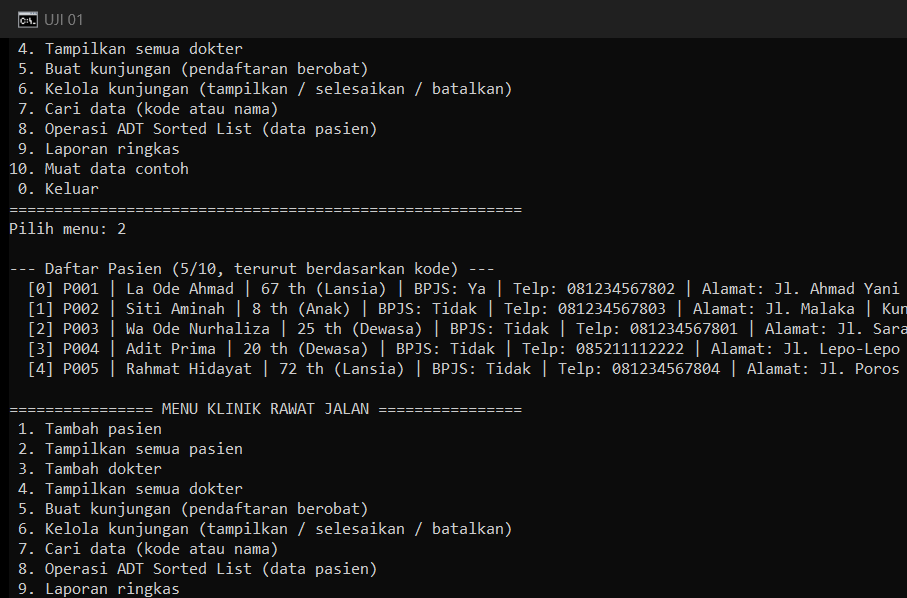 UJI 01
4. Tampilkan semua dokter
5. Buat kunjungan (pendaftaran berobat)
6. Kelola kunjungan (tampilkan / selesaikan / batalkan)
7. Cari data (kode atau nama)
8. Operasi ADT Sorted List (data pasien)
9. Laporan ringkas
10. Muat data contoh
0. Keluar
=========================================================
Pilih menu: 2
--- Daftar Pasien (5/10, terurut berdasarkan kode) ---
[0] P001 | La Ode Ahmad | 67 th (Lansia) | BPJS: Ya | Telp: 081234567802 | Alamat: Jl. Ahmad Yani
[1] P002 | Siti Aminah | 8 th (Anak) | BPJS: Tidak | Telp: 081234567803 | Alamat: Jl. Malaka | Kun
[2] P003 | Wa Ode Nurhaliza | 25 th (Dewasa) | BPJS: Tidak | Telp: 081234567801 | Alamat: Jl. Sara
[3] P004 | Adit Prima | 20 th (Dewasa) | BPJS: Tidak | Telp: 085211112222 | Alamat: Jl. Lepo-Lepo
[4] P005 | Rahmat Hidayat | 72 th (Lansia) | BPJS: Tidak | Telp: 081234567804 | Alamat: Jl. Poros
================ MENU KLINIK RAWAT JALAN ================
1. Tambah pasien
2. Tampilkan semua pasien
3. Tambah dokter
4. Tampilkan semua dokter
5. Buat kunjungan (pendaftaran berobat)
6. Kelola kunjungan (tampilkan / selesaikan / batalkan)
7. Cari data (kode atau nama)
8. Operasi ADT Sorted List (data pasien)
9. Laporan ringkas